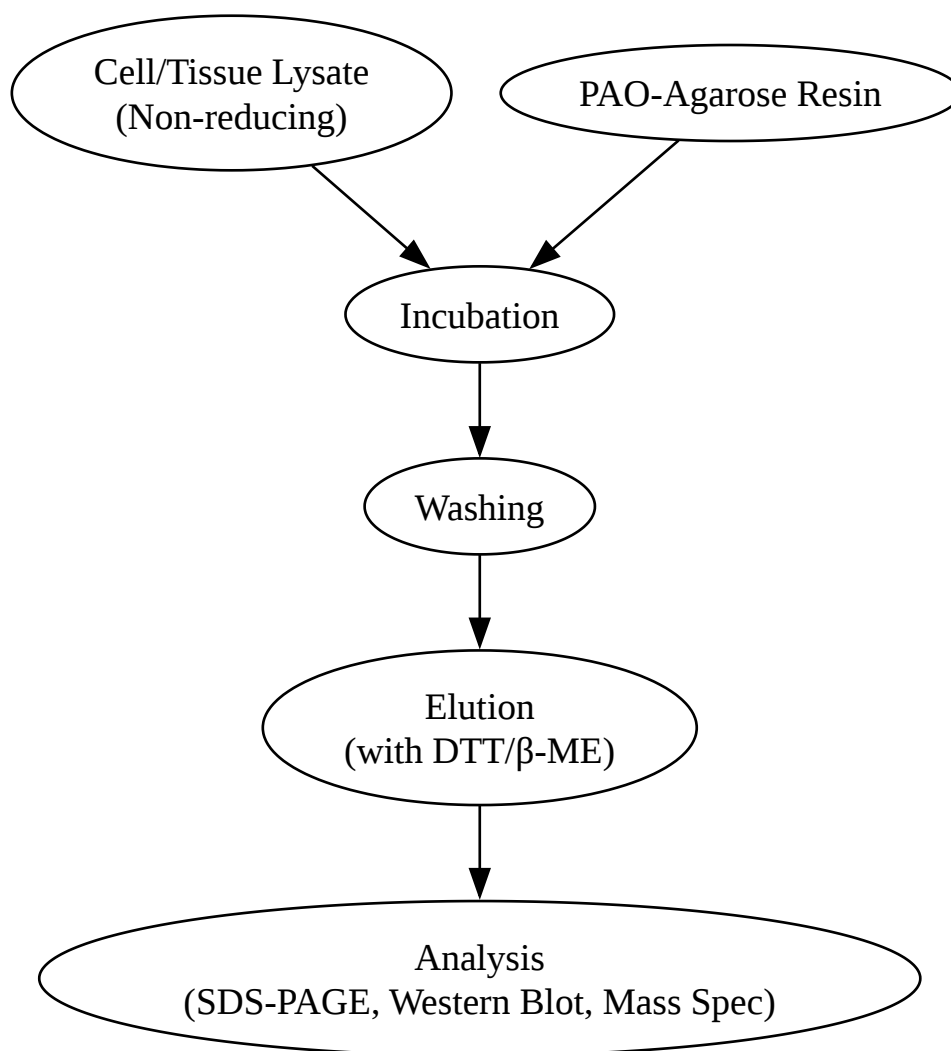 Cell/Tissue Lysate
(Non-reducing)
PAO-Agarose Resin
Incubation
Washing
Elution
(with DTT/β-ME)
Analysis
(SDS-PAGE, Western Blot, Mass Spec)